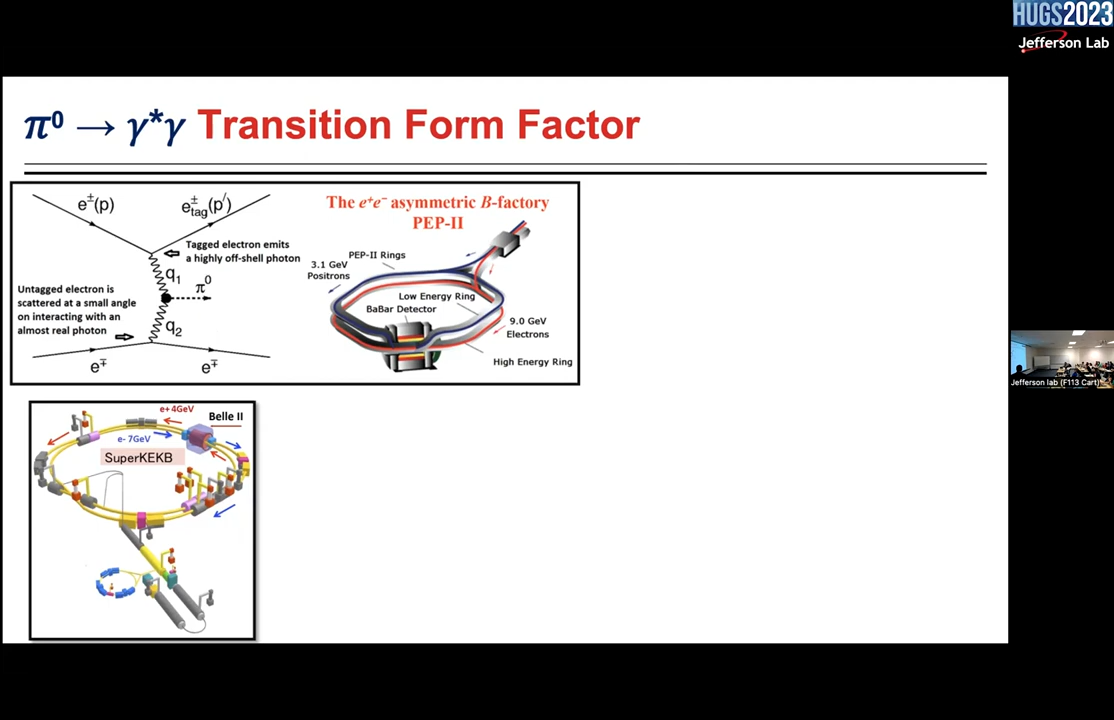 HUGS2023
Jefferson Lab
π⁰ → γ*γ Transition Form Factor
e±(p)
e±tag(p′)
Tagged electron emits
a highly off-shell photon
q1
π0
Untagged electron is
scattered at a small angle
on interacting with an
almost real photon
q2
e∓
e∓
The e+e− asymmetric B-factory
PEP-II
PEP-II Rings
3.1 GeV
Positrons
Low Energy Ring
BaBar Detector
9.0 GeV
Electrons
High Energy Ring
e+ 4GeV
Belle II
e- 7GeV
SuperKEKB
Jefferson lab (F113 Cart)